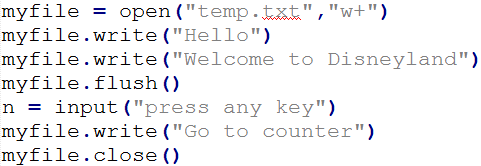 myfile = open("temp.txt","w+")
myfile.write("Hello")
myfile.write("Welcome to Disneyland")
myfile.flush()
n = input("press any key")
myfile.write("Go to counter")
myfile.close()